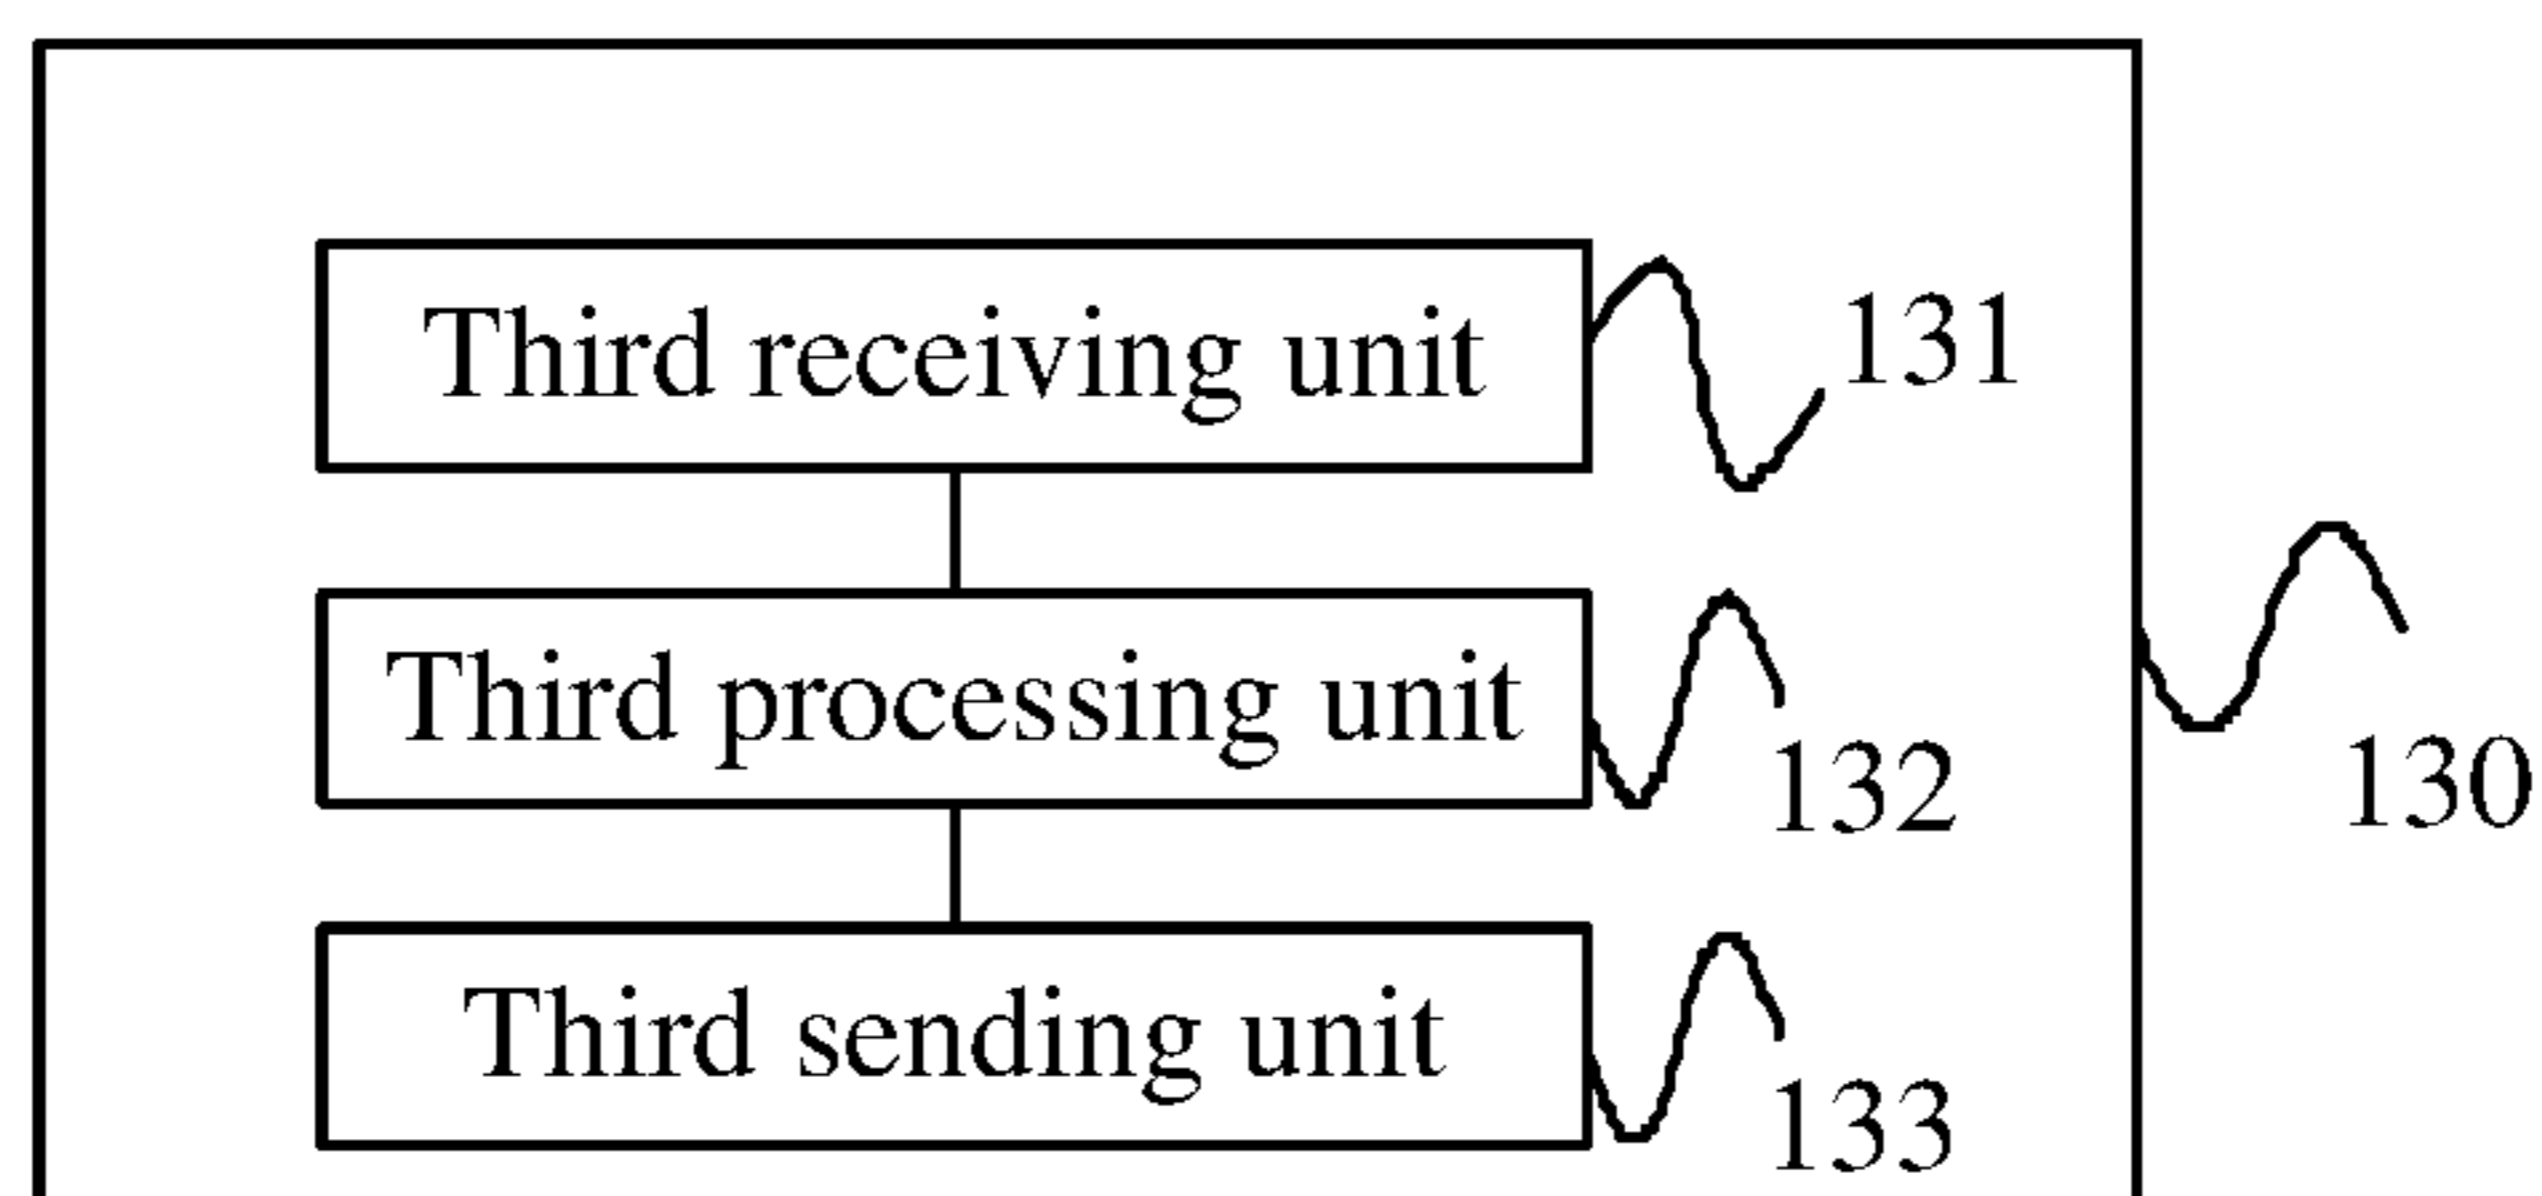 Third receiving unit
131
Third processing unit
132
130
Third sending unit
133